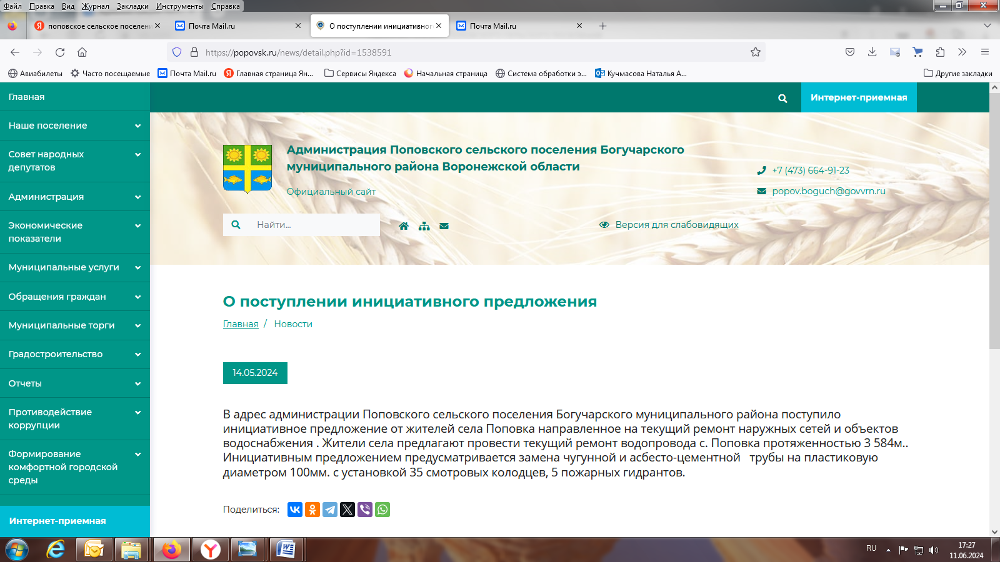 Файл Правка Вид Журнал Закладки Инструменты Справка
поповское сельское поселени
Почта Mail.ru
О поступлении инициативног
Почта Mail.ru
https://popovsk.ru/news/detail.php?id=1538591
Авиабилеты
Часто посещаемые
Почта Mail.ru
Главная страница Ян...
Сервисы Яндекса
Начальная страница
Система обработки э...
Кучмасова Наталья А...
Другие закладки
Главная
Наше поселение
Совет народных
депутатов
Администрация
Экономические
показатели
Муниципальные услуги
Обращения граждан
Муниципальные торги
Градостроительство
Отчеты
Противодействие
коррупции
Формирование
комфортной городской
среды
Интернет-приемная
Интернет-приемная
Администрация Поповского сельского поселения Богучарского
муниципального района Воронежской области
Официальный сайт
+7 (473) 664-91-23
popov.boguch@govvrn.ru
Найти...
Версия для слабовидящих
О поступлении инициативного предложения
Главная / Новости
14.05.2024
В адрес администрации Поповского сельского поселения Богучарского муниципального района поступило
инициативное предложение от жителей села Поповка направленное на текущий ремонт наружных сетей и объектов
водоснабжения . Жители села предлагают провести текущий ремонт водопровода с. Поповка протяженностью 3 584м..
Инициативным предложением предусматривается замена чугунной и асбесто-цементной трубы на пластиковую
диаметром 100мм. с установкой 35 смотровых колодцев, 5 пожарных гидрантов.
Поделиться:
RU
17:27
11.06.2024